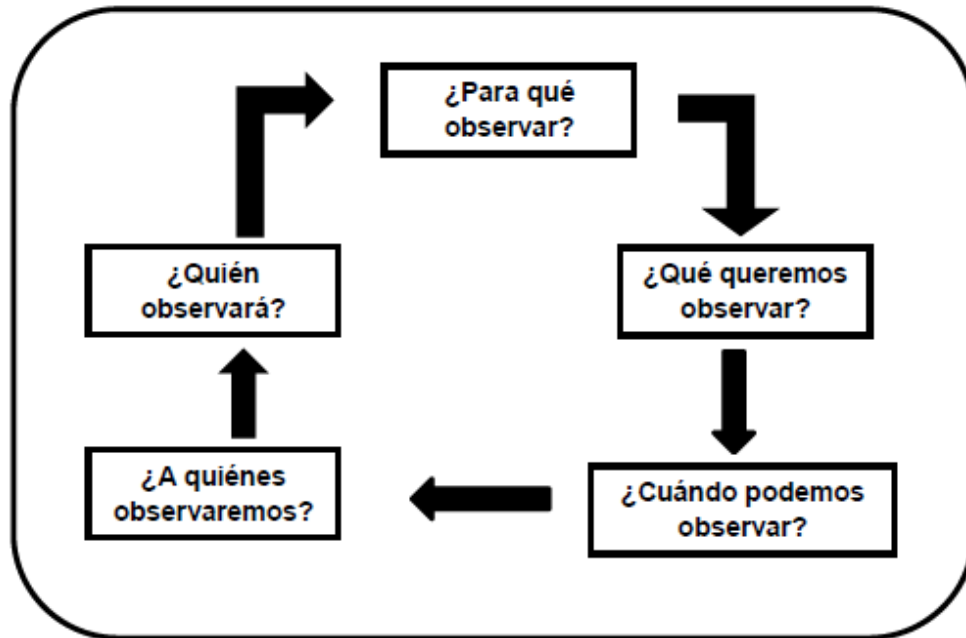 ¿Para qué
observar?
¿Qué queremos
observar?
¿Cuándo podemos
observar?
¿A quiénes
observaremos?
¿Quién
observará?